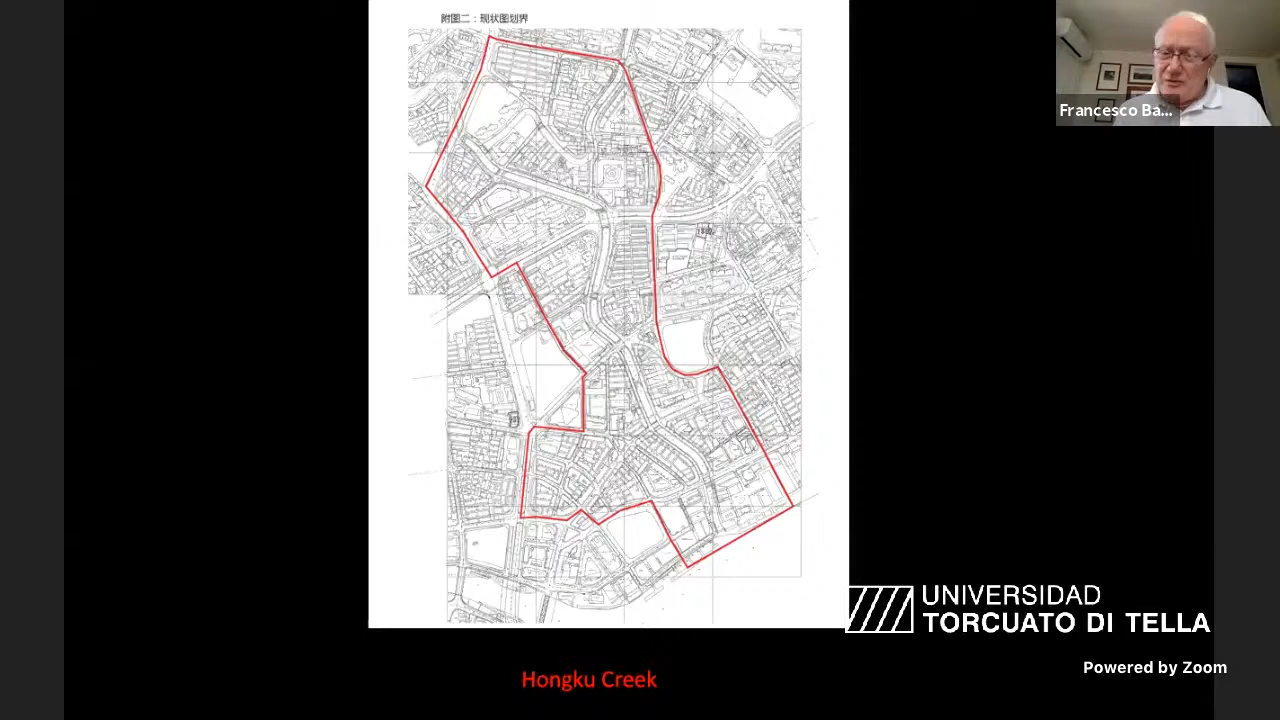 附图二：现状图划界
Francesco Ba...
UNIVERSIDAD
TORCUATO DI TELLA
Powered by Zoom
Hongku Creek